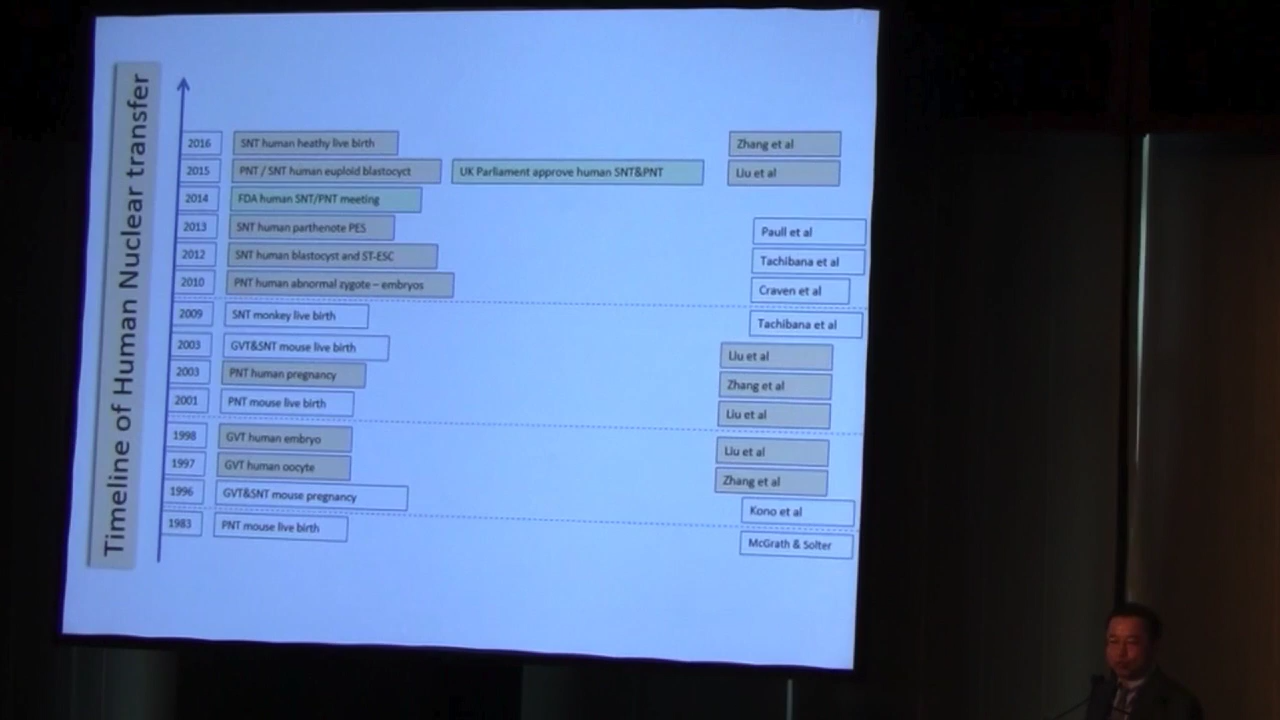 Timeline of Human Nuclear transfer
2016 SNT human heathy live birth Zhang et al
2015 PNT / SNT human euploid blastocyct UK Parliament approve human SNT&PNT Liu et al
2014 FDA human SNT/PNT meeting
2013 SNT human parthenote PES Paull et al
2012 SNT human blastocyst and ST-ESC Tachibana et al
2010 PNT human abnormal zygote – embryos Craven et al
2009 SNT monkey live birth Tachibana et al
2003 GVT&SNT mouse live birth Liu et al
2003 PNT human pregnancy Zhang et al
2001 PNT mouse live birth Liu et al
1998 GVT human embryo Liu et al
1997 GVT human oocyte Zhang et al
1996 GVT&SNT mouse pregnancy Kono et al
1983 PNT mouse live birth McGrath & Solter